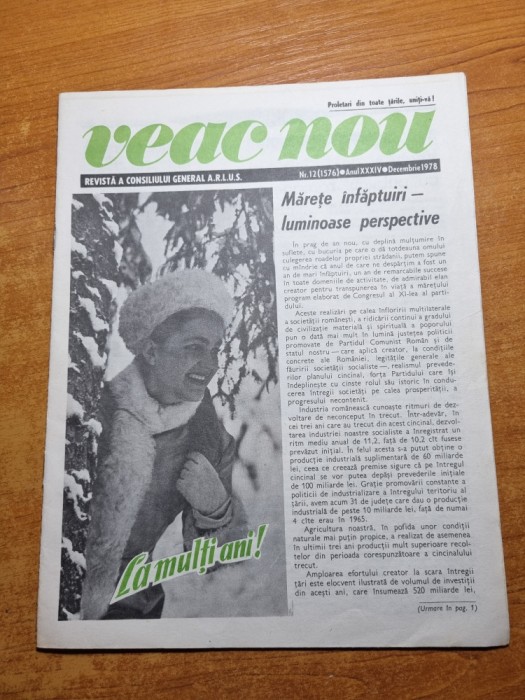 Proletari din toate țările, uniți-vă!
veac nou
REVISTĂ A CONSILIULUI GENERAL A.R.L.U.S.
Nr. 12 (1576) ● Anul XXXIV ● Decembrie 1978
Mărețe înfăptuiri —
luminoase perspective
În prag de an nou, cu deplină mulțumire în
suflete, cu bucuria pe care o dă totdeauna omului
culegerea roadelor propriei strădanii, putem spune
cu mîndrie că anul de care ne despărțim a fost un
an de mari înfăptuiri, un an de remarcabile succese
în toate domeniile de activitate, de admirabil elan
creator pentru transpunerea în viață a mărețului
program elaborat de Congresul al XI-lea al parti-
dului.
Aceste realizări pe calea înfloririi multilaterale
a societății românești, a ridicării continui a gradului
de civilizație materială și spirituală a poporului
pun o dată mai mult în lumină justețea politicii
promovate de Partidul Comunist Român și de
statul nostru — care aplică creator, la condițiile
concrete ale României, legitățile generale ale
făuririi societății socialiste —, realismul prevede-
rilor planului cincinal, forța Partidului care își
îndeplinește cu cinste rolul său istoric în condu-
cerea întregii societăți pe calea prosperității, a
progresului necontenit.
Industria românească cunoaște ritmuri de dez-
voltare de neconceput în trecut. Într-adevăr, în
cei trei ani care au trecut din acest cincinal, dezvol-
tarea industriei noastre socialiste a înregistrat un
ritm mediu anual de 11,2, față de 10,2 cît fusese
prevăzut inițial. În felul acesta s-a putut obține o
producție industrială suplimentară de 60 miliarde
lei, ceea ce creează premise sigure că pe întregul
cincinal se vor putea depăși prevederile inițiale
de 100 miliarde lei. Grație promovării constante a
politicii de industrializare a întregului teritoriu al
țării, avem acum 31 de județe care dau o producție
industrială de peste 10 miliarde lei, față de numai
4 cîte erau în 1965.
Agricultura noastră, în pofida unor condiții
naturale mai puțin propice, a realizat de asemenea
în ultimii trei ani producții mult superioare recol-
telor din perioada corespunzătoare a cincinalului
trecut.
Amploarea efortului creator la scara întregii
țări este elocvent ilustrată de volumul de investiții
din acești ani, care însumează 520 miliarde lei,
(Urmare în pag. 1)
La mulți ani!